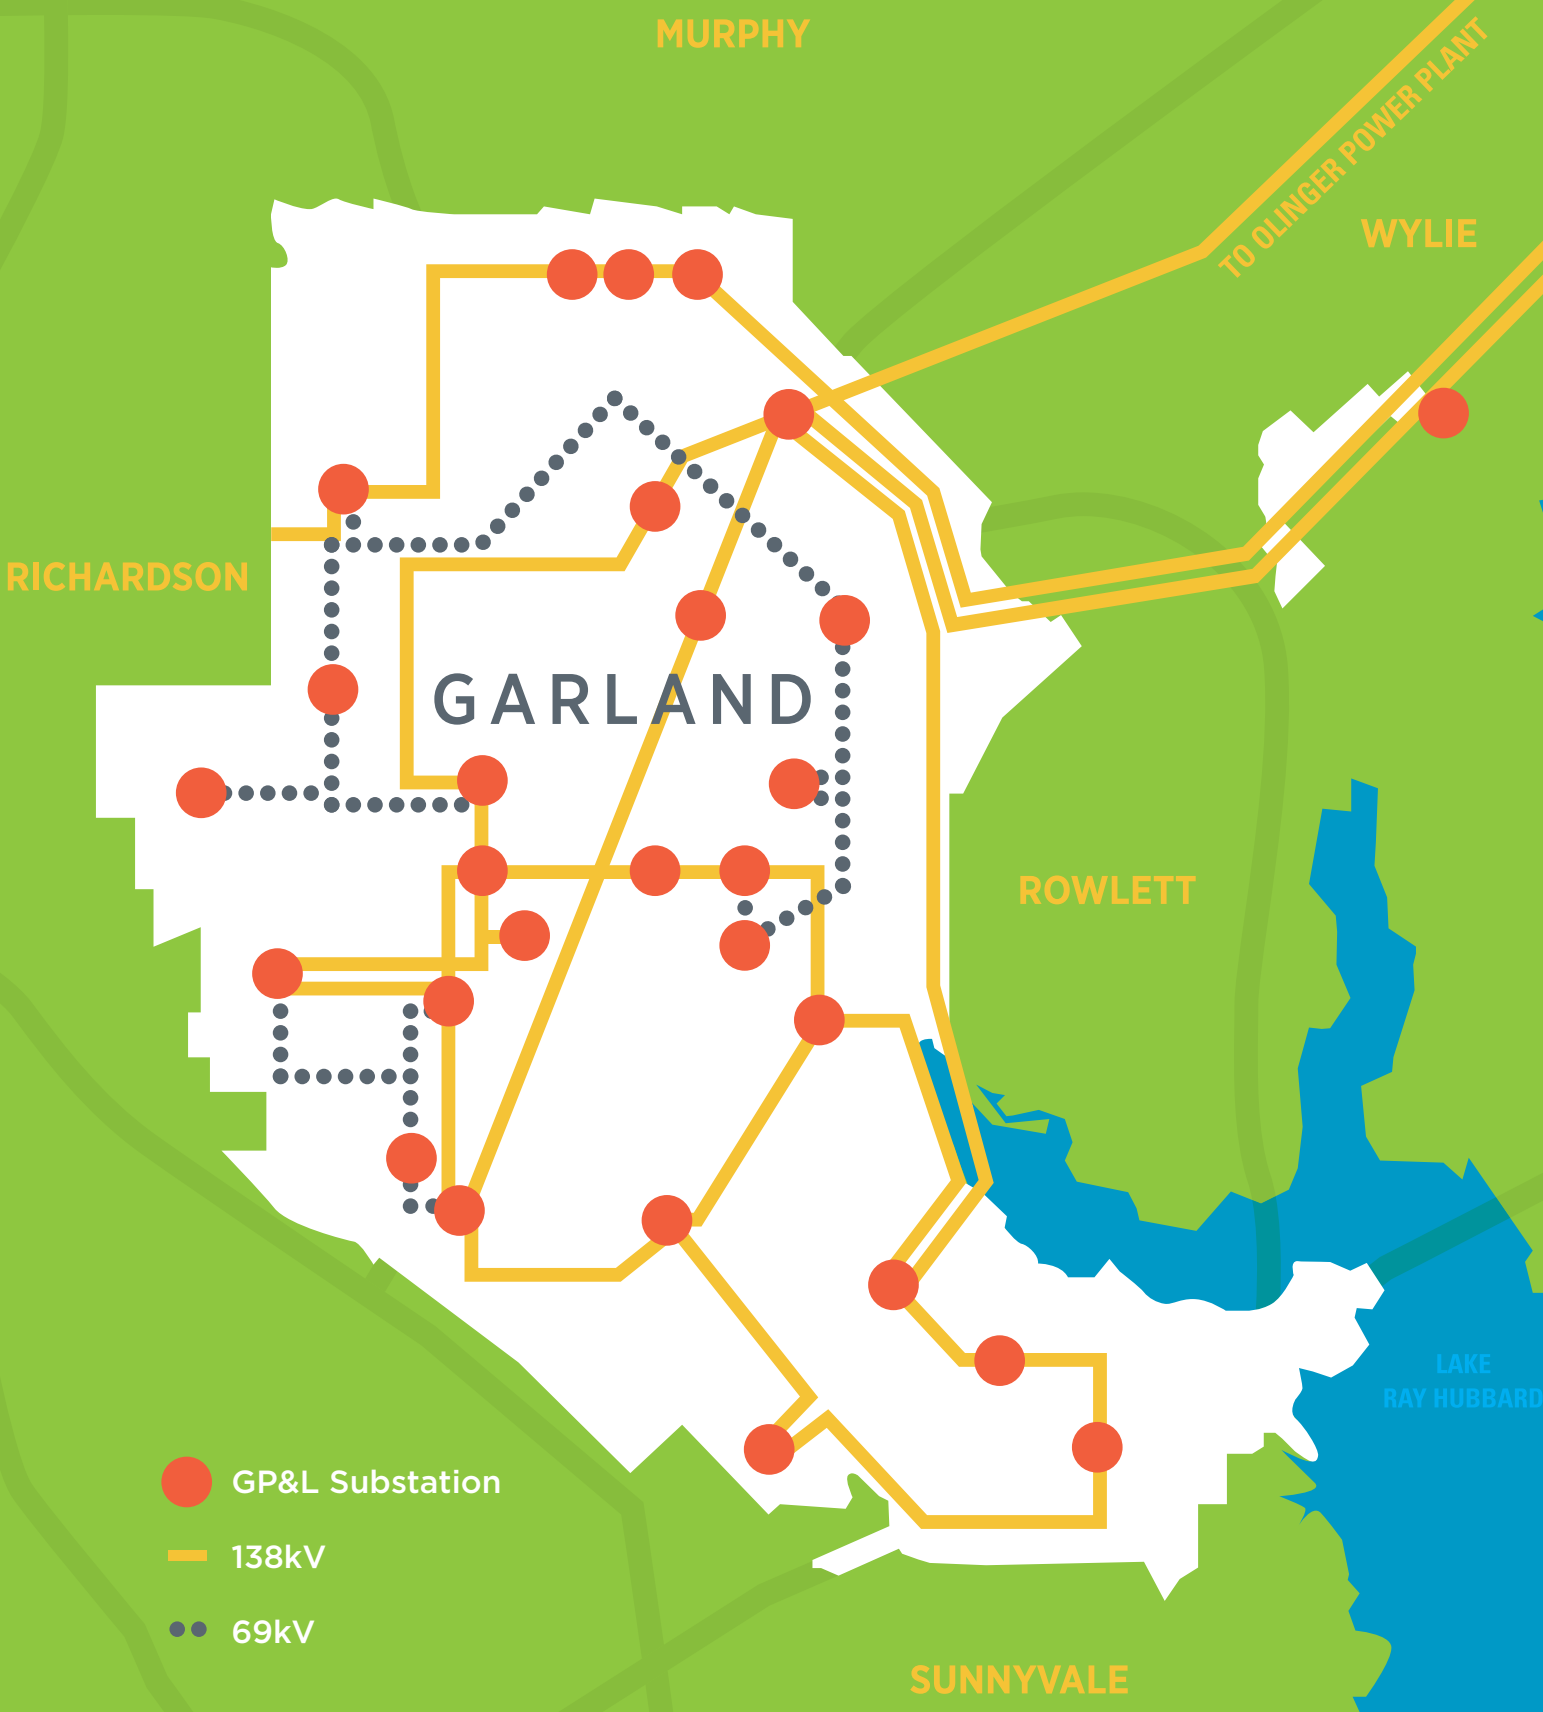 MURPHY
TO OLINGER POWER PLANT
WYLIE
RICHARDSON
GARLAND
ROWLETT
LAKE
RAY HUBBARD
GP&L Substation
138kV
69kV
SUNNYVALE